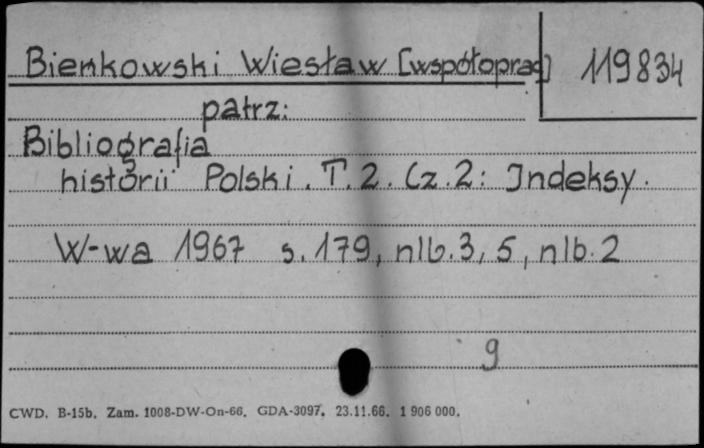 Bieńkowski Wiesław [współoprac] 119834
patrz:
Bibliografia
historii Polski. T. 2. Cz. 2: Indeksy.
W-wa 1967 s. 179, nlb. 3, 5, nlb. 2
9
CWD. B-15b. Zam. 1008-DW-On-66. GDA-3097. 23.11.66. 1 906 000.